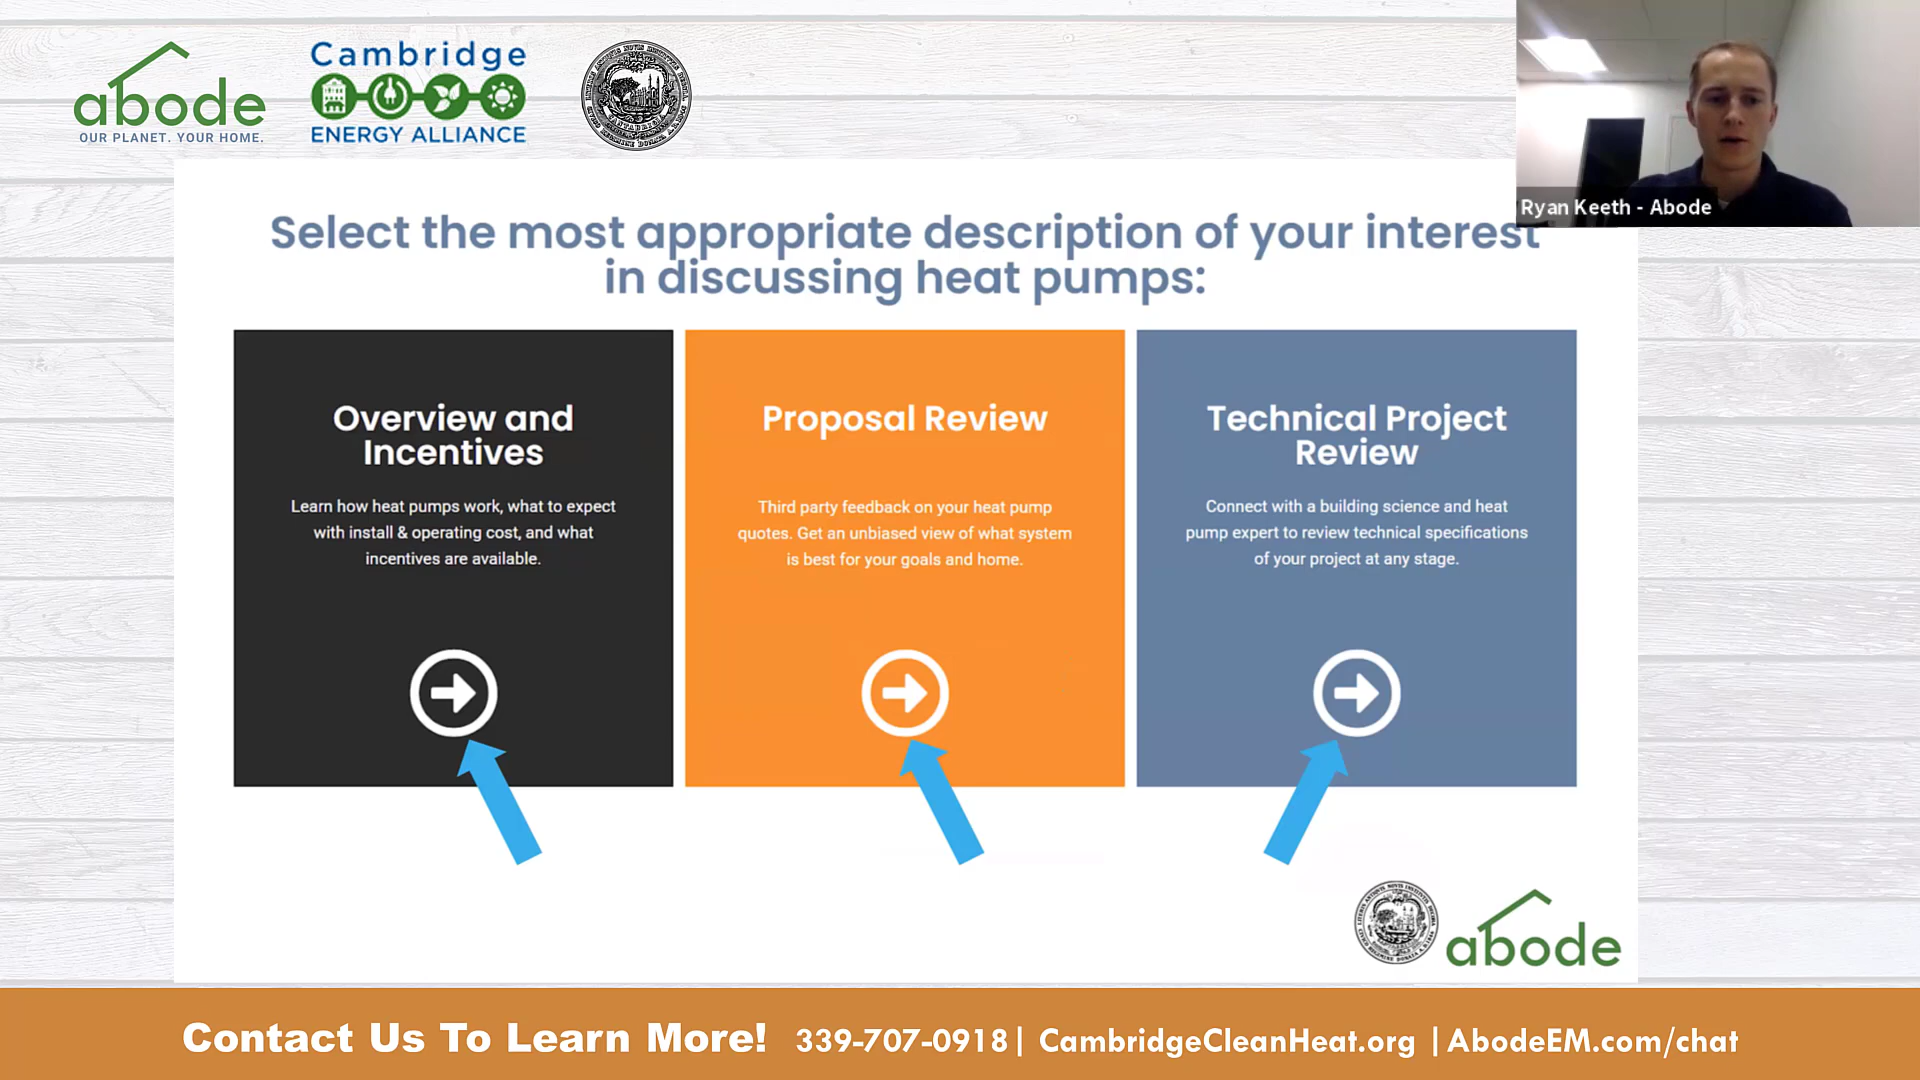 abode
OUR PLANET. YOUR HOME.
Cambridge
ENERGY ALLIANCE
Ryan Keeth - Abode
Select the most appropriate description of your interest
in discussing heat pumps:
Overview and
Incentives
Learn how heat pumps work, what to expect
with install & operating cost, and what
incentives are available.
Proposal Review
Third party feedback on your heat pump
quotes. Get an unbiased view of what system
is best for your goals and home.
Technical Project
Review
Connect with a building science and heat
pump expert to review technical specifications
of your project at any stage.
abode
Contact Us To Learn More! 339-707-0918| CambridgeCleanHeat.org |AbodeEM.com/chat